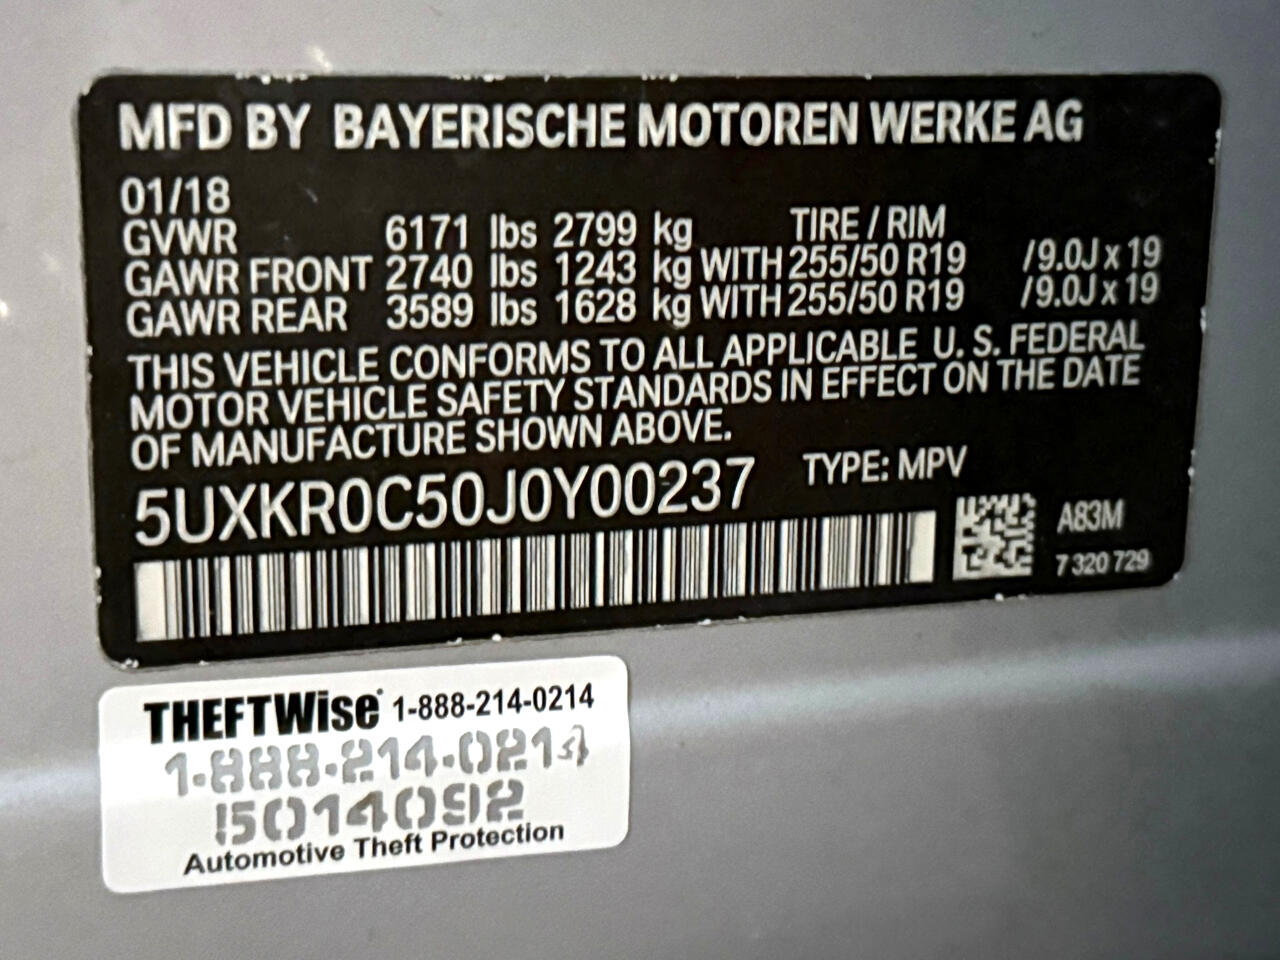 MFD BY BAYERISCHE MOTOREN WERKE AG
01/18
GVWR 6171 lbs 2799 kg TIRE / RIM
GAWR FRONT 2740 lbs 1243 kg WITH 255/50 R19 /9.0J x 19
GAWR REAR 3589 lbs 1628 kg WITH 255/50 R19 /9.0J x 19
THIS VEHICLE CONFORMS TO ALL APPLICABLE U. S. FEDERAL
MOTOR VEHICLE SAFETY STANDARDS IN EFFECT ON THE DATE
OF MANUFACTURE SHOWN ABOVE.
5UXKR0C50J0Y00237 TYPE: MPV
A83M
7 320 729
THEFTWise 1-888-214-0214
1-888-214-0214
15014092
Automotive Theft Protection